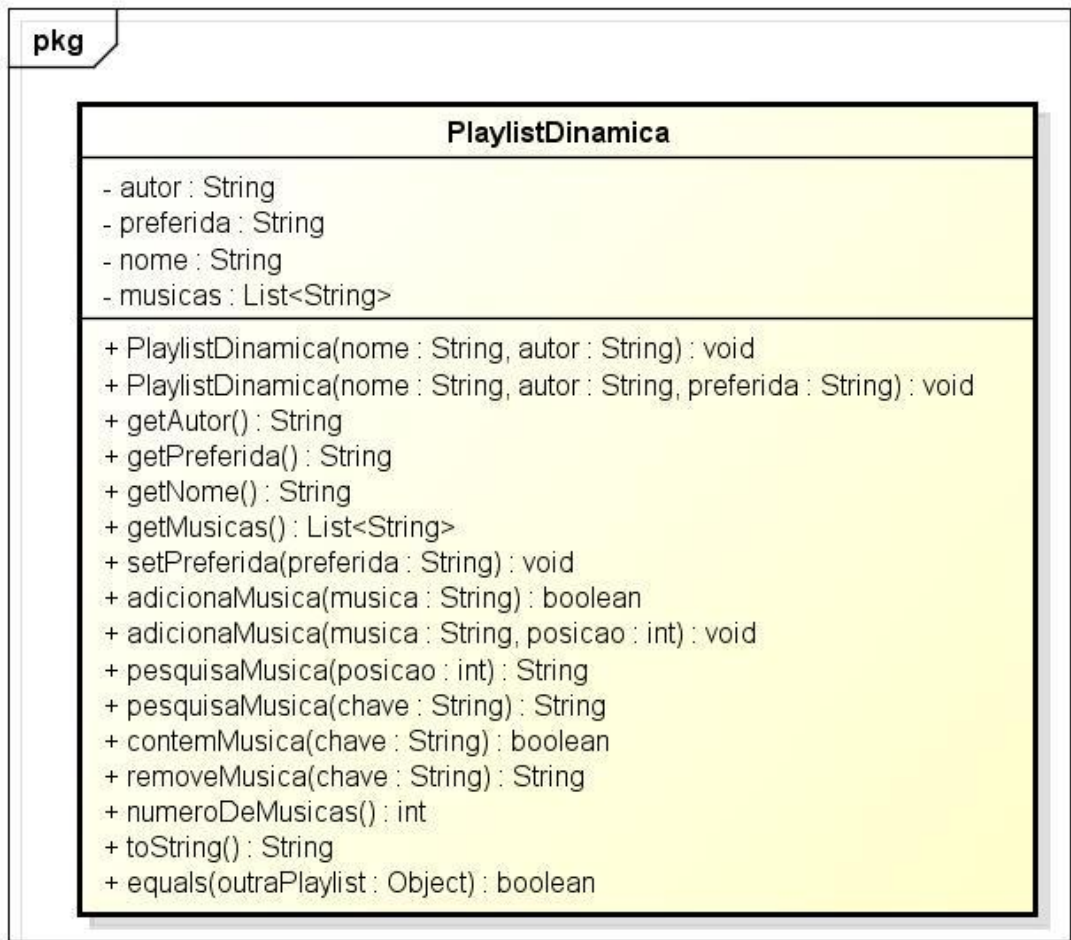 pkg
PlaylistDinamica
- autor : String
- preferida : String
- nome : String
- musicas : List<String>
+ PlaylistDinamica(nome : String, autor : String) : void
+ PlaylistDinamica(nome : String, autor : String, preferida : String) : void
+ getAutor() : String
+ getPreferida() : String
+ getNome() : String
+ getMusicas() : List<String>
+ setPreferida(preferida : String) : void
+ adicionaMusica(musica : String) : boolean
+ adicionaMusica(musica : String, posicao : int) : void
+ pesquisaMusica(posicao : int) : String
+ pesquisaMusica(chave : String) : String
+ contemMusica(chave : String) : boolean
+ removeMusica(chave : String) : String
+ numeroDeMusicas() : int
+ toString() : String
+ equals(outraPlaylist : Object) : boolean